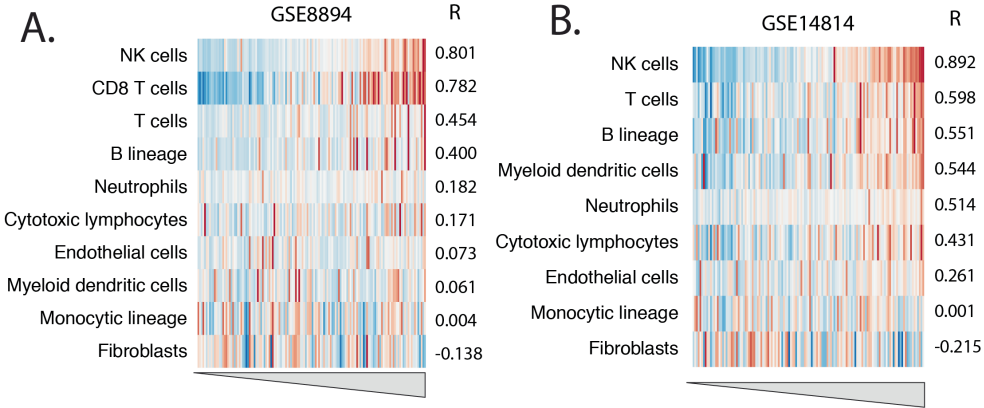 A.
GSE8894 R
NK cells 0.801
CD8 T cells 0.782
T cells 0.454
B lineage 0.400
Neutrophils 0.182
Cytotoxic lymphocytes 0.171
Endothelial cells 0.073
Myeloid dendritic cells 0.061
Monocytic lineage 0.004
Fibroblasts -0.138
B.
GSE14814 R
NK cells 0.892
T cells 0.598
B lineage 0.551
Myeloid dendritic cells 0.544
Neutrophils 0.514
Cytotoxic lymphocytes 0.431
Endothelial cells 0.261
Monocytic lineage 0.001
Fibroblasts -0.215